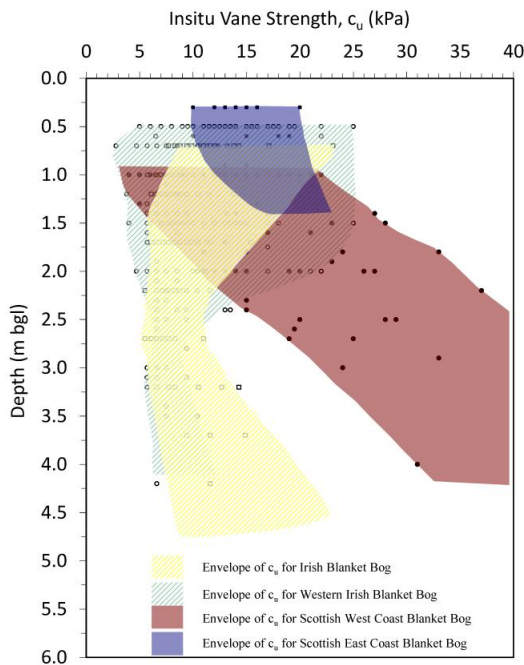 Insitu Vane Strength, cu (kPa)
0 5 10 15 20 25 30 35 40
Depth (m bgl)
0.0
0.5
1.0
1.5
2.0
2.5
3.0
3.5
4.0
4.5
5.0
5.5
6.0
Envelope of cu for Irish Blanket Bog
Envelope of cu for Western Irish Blanket Bog
Envelope of cu for Scottish West Coast Blanket Bog
Envelope of cu for Scottish East Coast Blanket Bog